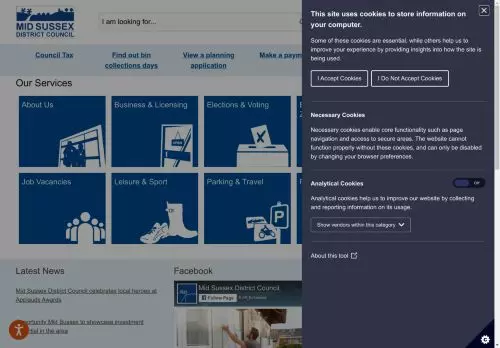 MID SUSSEX
DISTRICT COUNCIL
I am looking for...
Council Tax
Find out bin
collections days
View a planning
application
Make a paym
Our Services
About Us
Business & Licensing
Elections & Voting
Job Vacancies
Leisure & Sport
Parking & Travel
Latest News
Mid Sussex District Council celebrates local heroes at
Applauds Awards
pportunity Mid Sussex to showcase investment
ential in the area
Facebook
Mid Sussex District Council
Follow Page
This site uses cookies to store information on
your computer.
Some of these cookies are essential, while others help us to
improve your experience by providing insights into how the site is
being used.
I Accept Cookies
I Do Not Accept Cookies
Necessary Cookies
Necessary cookies enable core functionality such as page
navigation and access to secure areas. The website cannot
function properly without these cookies, and can only be disabled
by changing your browser preferences.
Analytical Cookies
Off
Analytical cookies help us to improve our website by collecting
and reporting information on its usage.
Show vendors within this category
About this tool